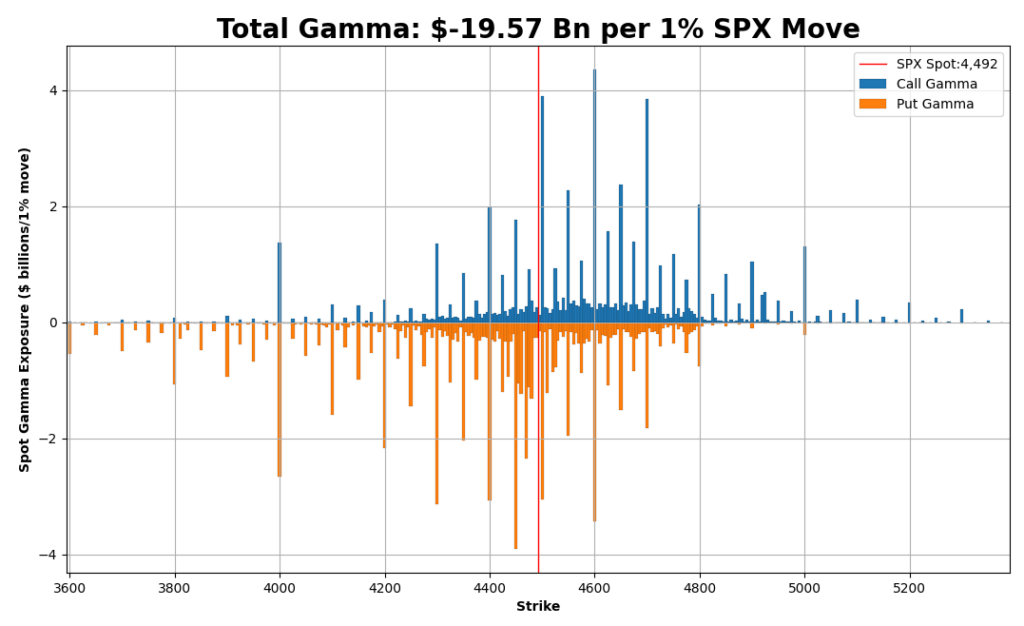 Total Gamma: $-19.57 Bn per 1% SPX Move
SPX Spot:4,492
Call Gamma
Put Gamma
Spot Gamma Exposure ($ billions/1% move)
4
2
0
−2
−4
3600 3800 4000 4200 4400 4600 4800 5000 5200
Strike